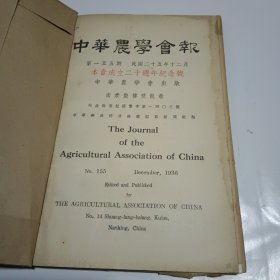 中華農學會報
第一五五期 民國二十五年十二月
本會成立二十週年紀念號
中華農學會出版
The Journal
of the
Agricultural Association of China
No. 155 December, 1936
Edited and Published
by
THE AGRICULTURAL ASSOCIATION OF CHINA
No. 14 Shuang-lung-hsiang, Kulou,
Nanking, China